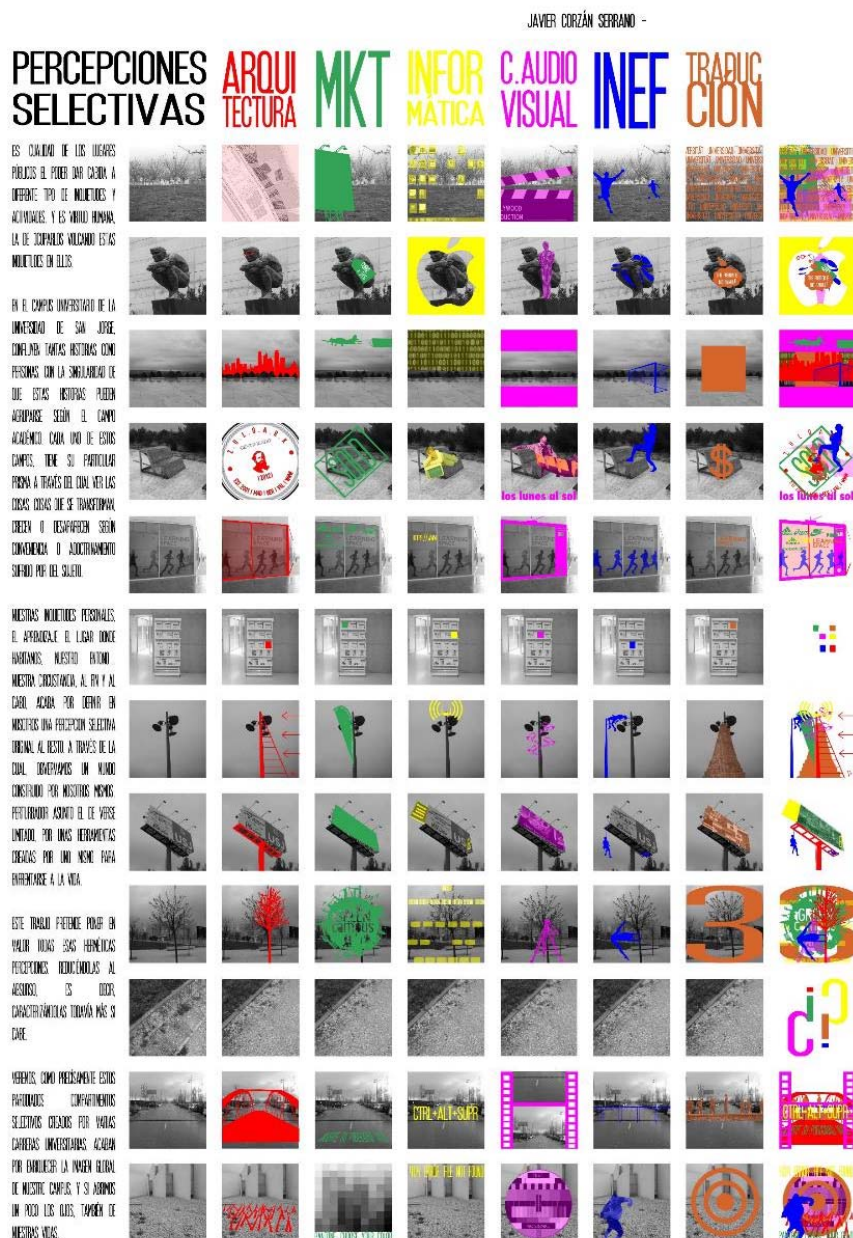 JAVIER CORZÁN SERRANO -
PERCEPCIONES
SELECTIVAS
ARQUI
TECTURA
MKT
INFOR
MÁTICA
C.AUDIO
VISUAL
INEF
TRADUC
CIÓN
ES CUALIDAD DE LOS LUGARES
PÚBLICOS EL PODER DAR CABIDA A
DIFERENTE TIPO DE INQUIETUDES Y
ACTIVIDADES. Y ES VIRTUD HUMANA,
LA DE OCUPARLOS VOLCANDO ESTAS
INQUIETUDES EN ELLOS.
EN EL CAMPUS UNIVERSITARIO DE LA
UNIVERSIDAD DE SAN JORGE,
CONFLUYEN TANTAS HISTORIAS COMO
PERSONAS. CON LA SINGULARIDAD DE
QUE ESTAS HISTORIAS PUEDEN
AGRUPARSE SEGÚN EL CAMPO
ACADÉMICO. CADA UNO DE ESTOS
CAMPOS, TIENE SU PARTICULAR
PRISMA A TRAVÉS DEL CUAL VER LAS
COSAS. COSAS QUE SE TRANSFORMAN,
CRECEN O DESAPARECEN SEGÚN
CONVENIENCIA O ADOCTRINAMIENTO
SUFRIDO POR DEL SUJETO.
NUESTRAS INQUIETUDES PERSONALES,
EL APRENDIZAJE, EL LUGAR DONDE
HABITAMOS, NUESTRO ENTONO...
NUESTRA CIRCUSTANCIA, AL FIN Y AL
CABO, ACABA POR DEFINIR EN
NOSOTROS UNA PERCEPCION SELECTIVA
ORIGINAL AL RESTO. A TRAVÉS DE LA
CUAL, OBSERVAMOS UN MUNDO
CONSTRUIDO POR NOSOTROS MISMOS.
PERTURBADOR ASUNTO EL DE VERSE
LIMITADO, POR UNAS HERRAMIENTAS
CREADAS POR UNO MISMO PARA
ENFRENTARSE A LA VIDA.
ESTE TRABAJO PRETENDE PONER EN
VALOR TODAS ESAS HERMÉTICAS
PERCEPCIONES. REDUCIÉNDOLAS AL
ABSURSO, ES DECIR,
CARACTERIZÁNDOLAS TODAVÍA MÁS SI
CABE.
VEREMOS, COMO PRECISAMENTE ESTOS
PARODIADOS COMPARTIMENTOS
SELECTIVOS CREADOS POR VARIAS
CARRERAS UNIVERSITARIAS ACABAN
POR ENRIQUECER LA IMAGEN GLOBAL
DE NUESTRO CAMPUS. Y SI ABRIMOS
UN POCO LOS OJOS, TAMBIÉN DE
NUESTRAS VIDAS.
$
los lunes al sol
los lunes al sol
campus
3
¿?
CTRL+ALT+SUPR
CTRL+ALT+SUPR